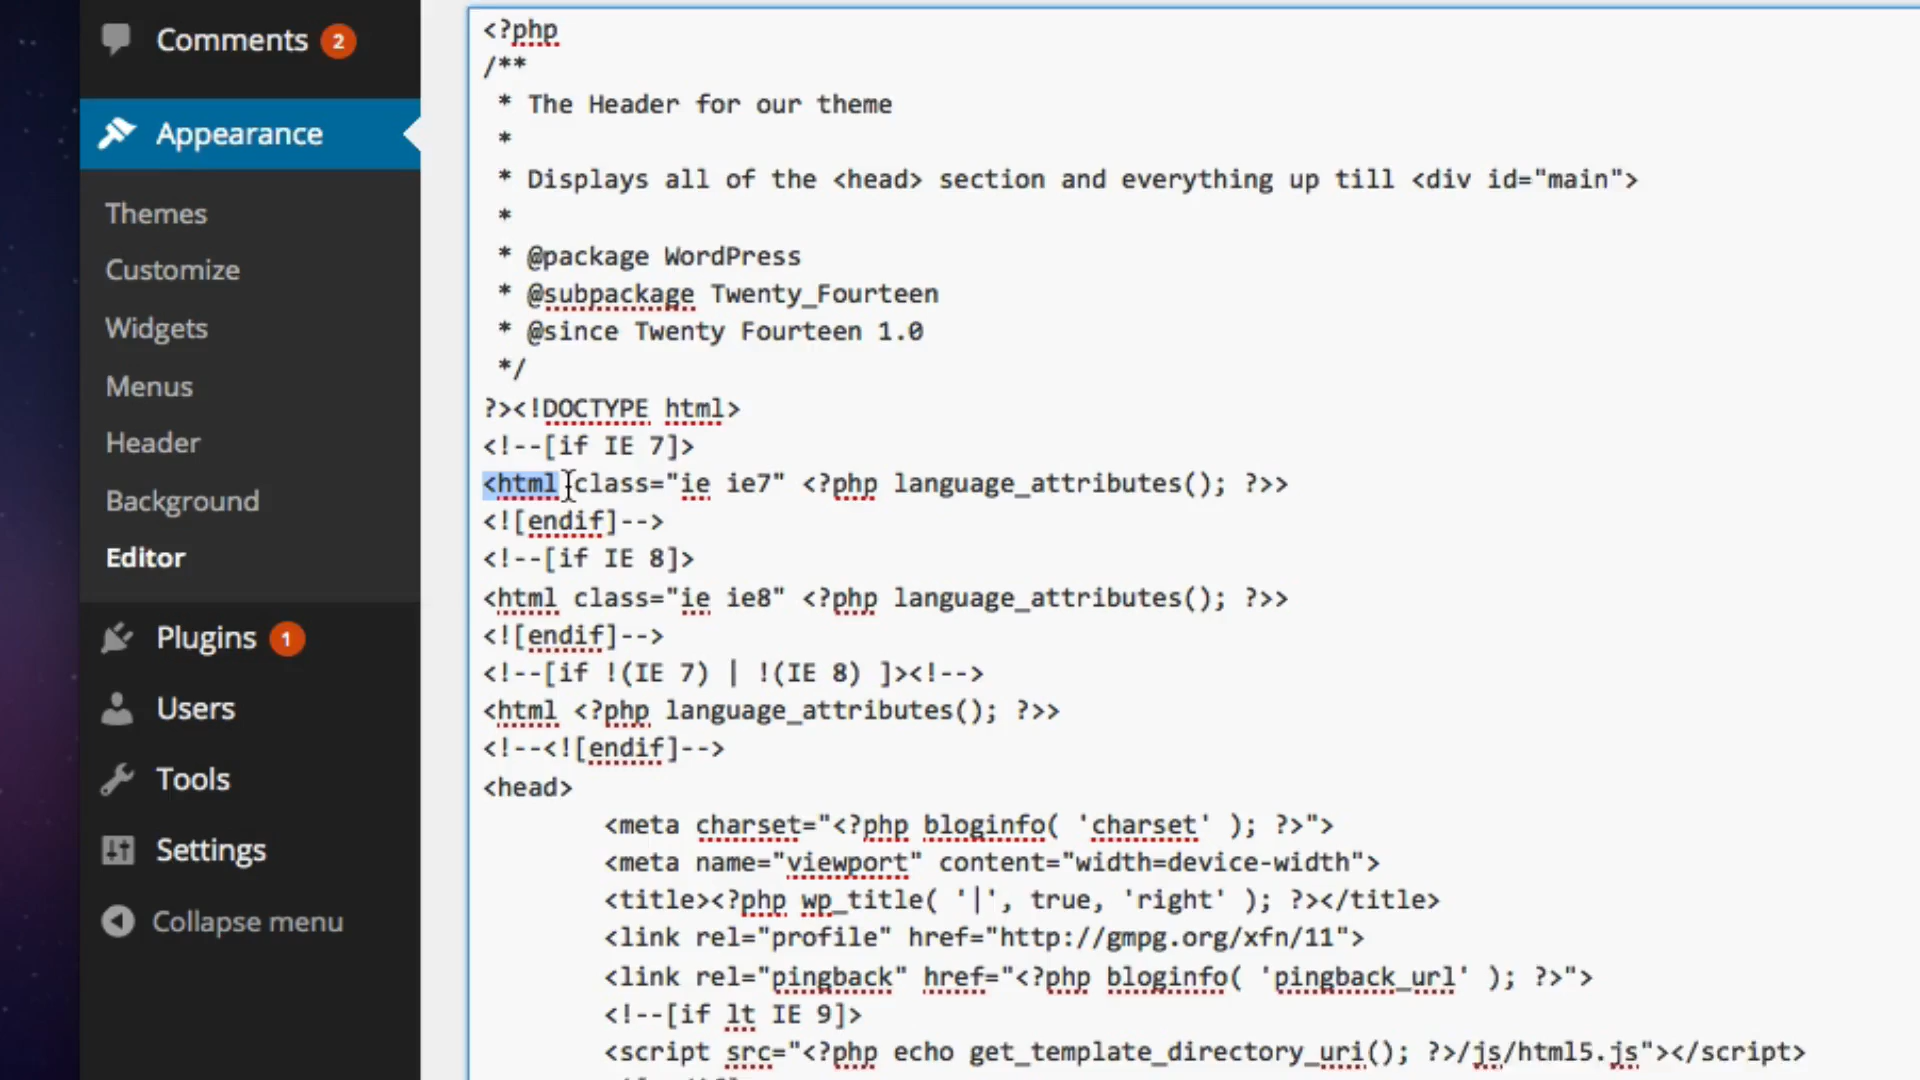 Comments 2
Appearance
Themes
Customize
Widgets
Menus
Header
Background
Editor
Plugins 1
Users
Tools
Settings
Collapse menu
<?php
/**
 * The Header for our theme
 *
 * Displays all of the <head> section and everything up till <div id="main">
 *
 * @package WordPress
 * @subpackage Twenty_Fourteen
 * @since Twenty Fourteen 1.0
 */
?><!DOCTYPE html>
<!--[if IE 7]>
<html class="ie ie7" <?php language_attributes(); ?>>
<![endif]-->
<!--[if IE 8]>
<html class="ie ie8" <?php language_attributes(); ?>>
<![endif]-->
<!--[if !(IE 7) | !(IE 8) ]><!-->
<html <?php language_attributes(); ?>>
<!--<![endif]-->
<head>
	<meta charset="<?php bloginfo( 'charset' ); ?>">
	<meta name="viewport" content="width=device-width">
	<title><?php wp_title( '|', true, 'right' ); ?></title>
	<link rel="profile" href="http://gmpg.org/xfn/11">
	<link rel="pingback" href="<?php bloginfo( 'pingback_url' ); ?>">
	<!--[if lt IE 9]>
	<script src="<?php echo get_template_directory_uri(); ?>/js/html5.js"></script>